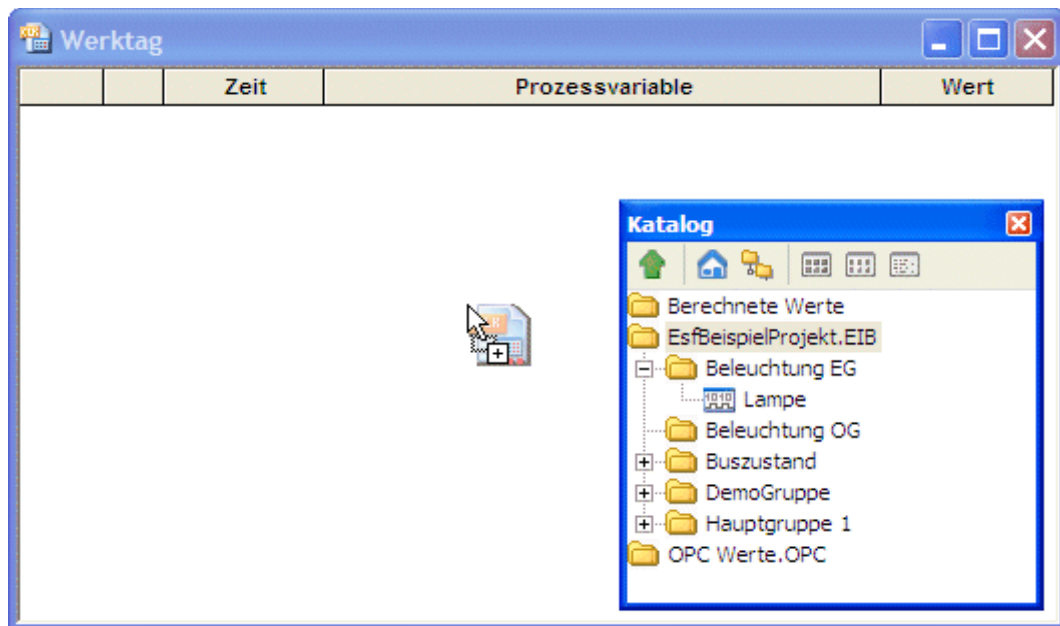 Werktag
Zeit Prozessvariable Wert
Katalog
Berechnete Werte
EsfBeispielProjekt.EIB
Beleuchtung EG
Lampe
Beleuchtung OG
Buszustand
DemoGruppe
Hauptgruppe 1
OPC Werte.OPC